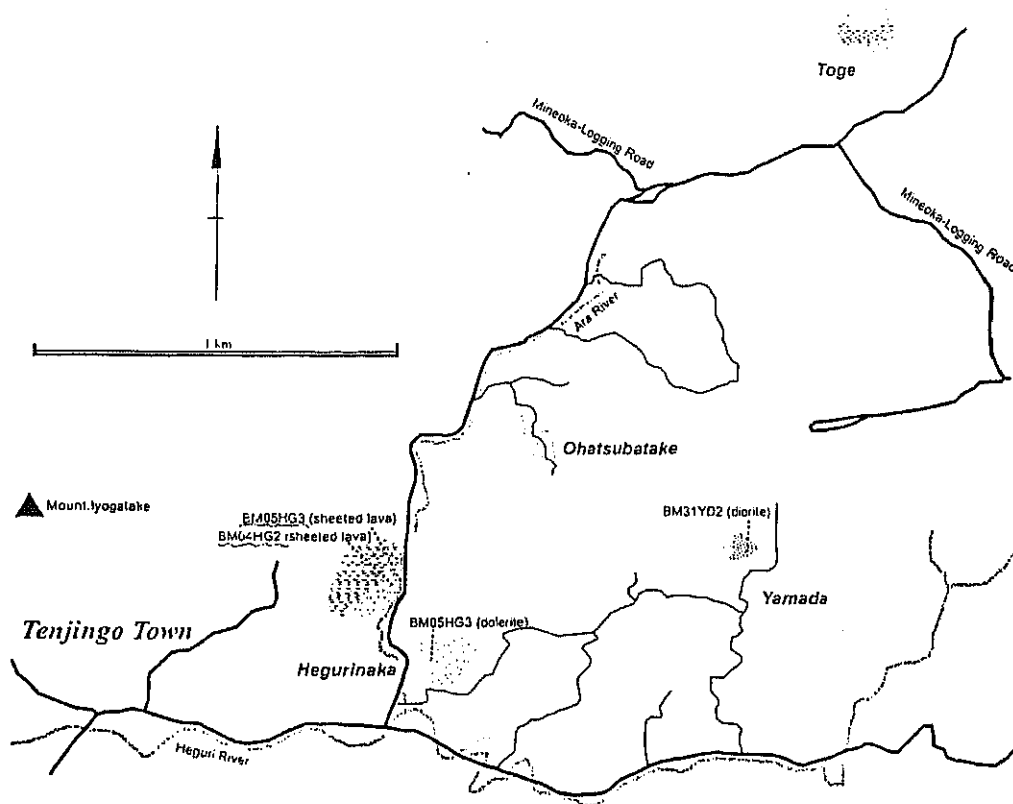 Toge
Mineoka-Logging Road
Mineoka-Logging Road
Ara River
1 km
Ohatsubatake
Mount.Iyogatake
BM05HG3 (sheeted lava)
BM04HG2 (sheeted lava)
BM31YD2 (diorite)
Yamada
Tenjingo Town
BM05HG3 (dolerite)
Hegurinaka
Heguri River